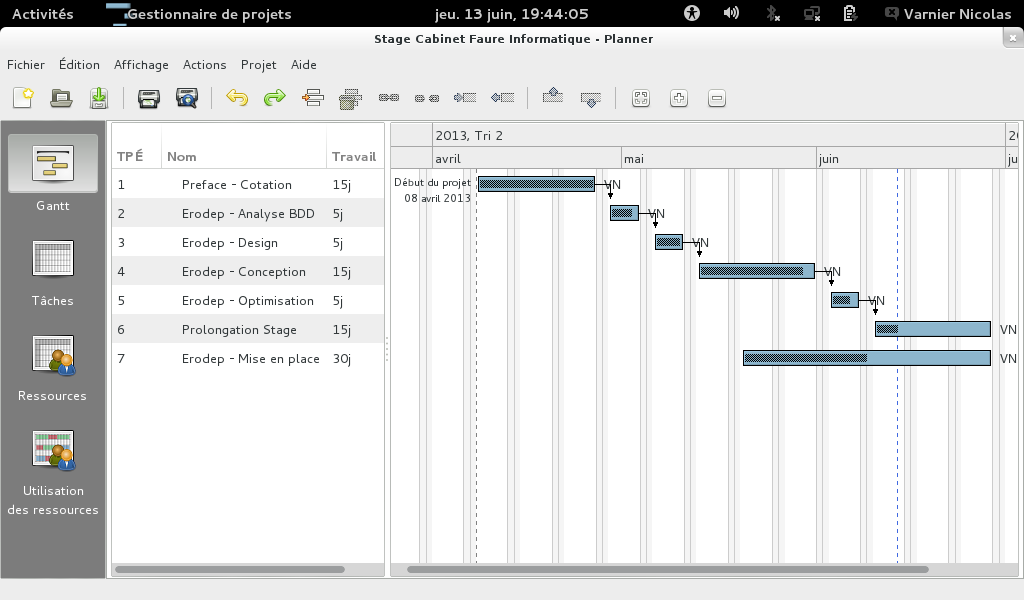 Activités
Gestionnaire de projets
jeu. 13 juin, 19:44:05
Varnier Nicolas
Stage Cabinet Faure Informatique - Planner
Fichier Édition Affichage Actions Projet Aide
Gantt
Tâches
Ressources
Utilisation
des ressources
TPÉ Nom Travail
1 Preface - Cotation 15j
2 Erodep - Analyse BDD 5j
3 Erodep - Design 5j
4 Erodep - Conception 15j
5 Erodep - Optimisation 5j
6 Prolongation Stage 15j
7 Erodep - Mise en place 30j
2013, Tri 2
avril mai juin
Début du projet
08 avril 2013
VN
VN
VN
VN
VN
VN
VN